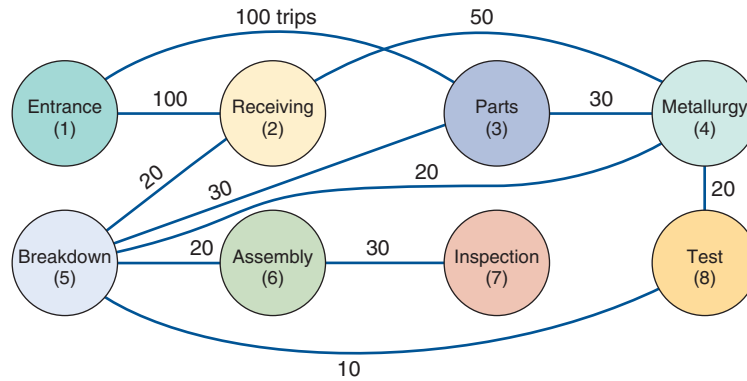 100 trips
50
Entrance
(1)
100
Receiving
(2)
Parts
(3)
30
Metallurgy
(4)
20
30
20
20
Breakdown
(5)
20
Assembly
(6)
30
Inspection
(7)
Test
(8)
10